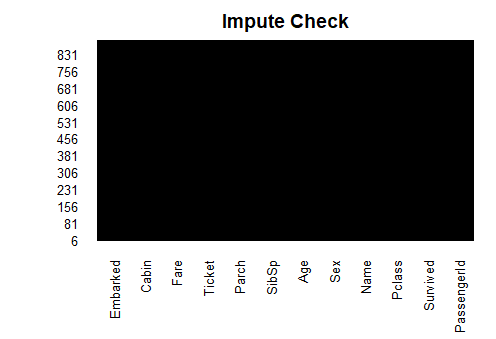 Impute Check
831
756
681
606
531
456
381
306
231
156
81
6
Embarked
Cabin
Fare
Ticket
Parch
SibSp
Age
Sex
Name
Pclass
Survived
PassengerId